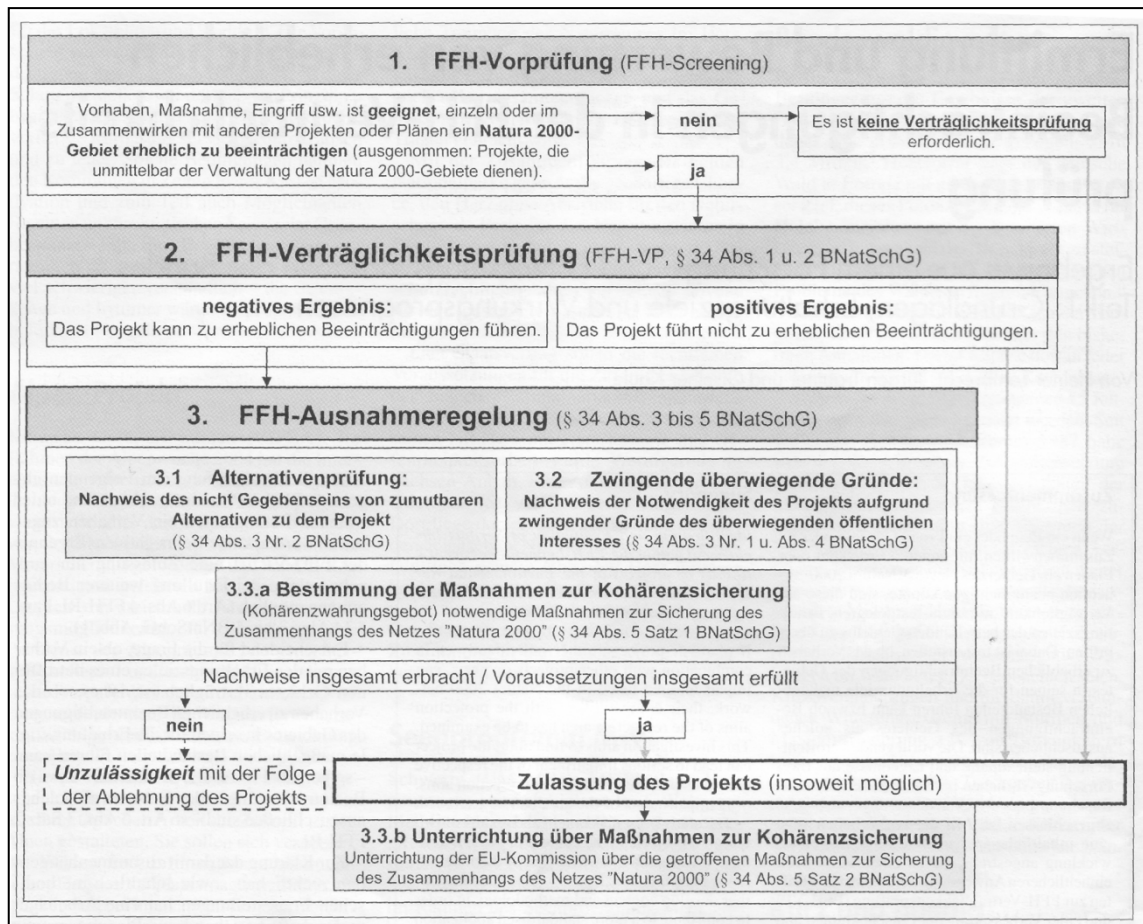 1. FFH-Vorprüfung (FFH-Screening)
Vorhaben, Maßnahme, Eingriff usw. ist geeignet, einzeln oder im
Zusammenwirken mit anderen Projekten oder Plänen ein Natura 2000-
Gebiet erheblich zu beeinträchtigen (ausgenommen: Projekte, die
unmittelbar der Verwaltung der Natura 2000-Gebiete dienen).
nein
ja
Es ist keine Verträglichkeitsprüfung
erforderlich.
2. FFH-Verträglichkeitsprüfung (FFH-VP, § 34 Abs. 1 u. 2 BNatSchG)
negatives Ergebnis:
Das Projekt kann zu erheblichen Beeinträchtigungen führen.
positives Ergebnis:
Das Projekt führt nicht zu erheblichen Beeinträchtigungen.
3. FFH-Ausnahmeregelung (§ 34 Abs. 3 bis 5 BNatSchG)
3.1 Alternativenprüfung:
Nachweis des nicht Gegebenseins von zumutbaren
Alternativen zu dem Projekt
(§ 34 Abs. 3 Nr. 2 BNatSchG)
3.2 Zwingende überwiegende Gründe:
Nachweis der Notwendigkeit des Projekts aufgrund
zwingender Gründe des überwiegenden öffentlichen
Interesses (§ 34 Abs. 3 Nr. 1 u. Abs. 4 BNatSchG)
3.3.a Bestimmung der Maßnahmen zur Kohärenzsicherung
(Kohärenzwahrungsgebot) notwendige Maßnahmen zur Sicherung des
Zusammenhangs des Netzes "Natura 2000" (§ 34 Abs. 5 Satz 1 BNatSchG)
Nachweise insgesamt erbracht / Voraussetzungen insgesamt erfüllt
nein
ja
Unzulässigkeit mit der Folge
der Ablehnung des Projekts
Zulassung des Projekts (insoweit möglich)
3.3.b Unterrichtung über Maßnahmen zur Kohärenzsicherung
Unterrichtung der EU-Kommission über die getroffenen Maßnahmen zur Sicherung
des Zusammenhangs des Netzes "Natura 2000" (§ 34 Abs. 5 Satz 2 BNatSchG)